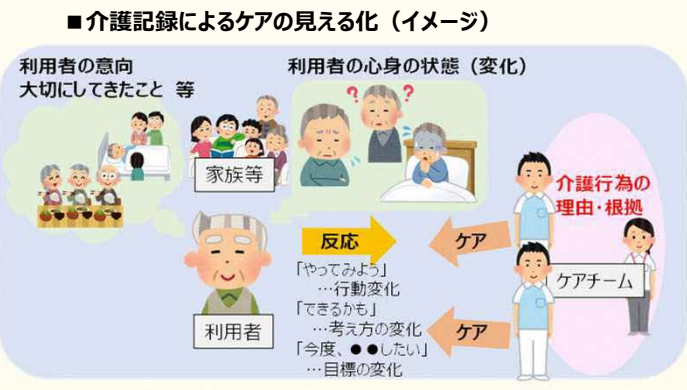 ■介護記録によるケアの見える化（イメージ）
利用者の意向
大切にしてきたこと 等
利用者の心身の状態（変化）
？ ？
家族等
介護行為の
理由・根拠
反応
ケア
「やってみよう」
…行動変化
「できるかも」
…考え方の変化
「今度、●●したい」
…目標の変化
利用者
ケア
ケアチーム